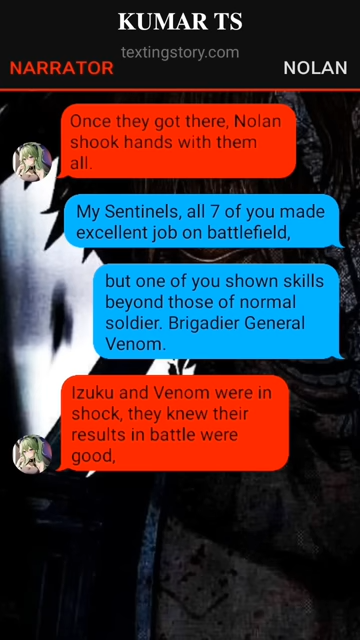 KUMAR TS
textingstory.com
NARRATOR
NOLAN
Once they got there, Nolan
shook hands with them
all.
My Sentinels, all 7 of you made
excellent job on battlefield,
but one of you shown skills
beyond those of normal
soldier. Brigadier General
Venom.
Izuku and Venom were in
shock, they knew their
results in battle were
good,